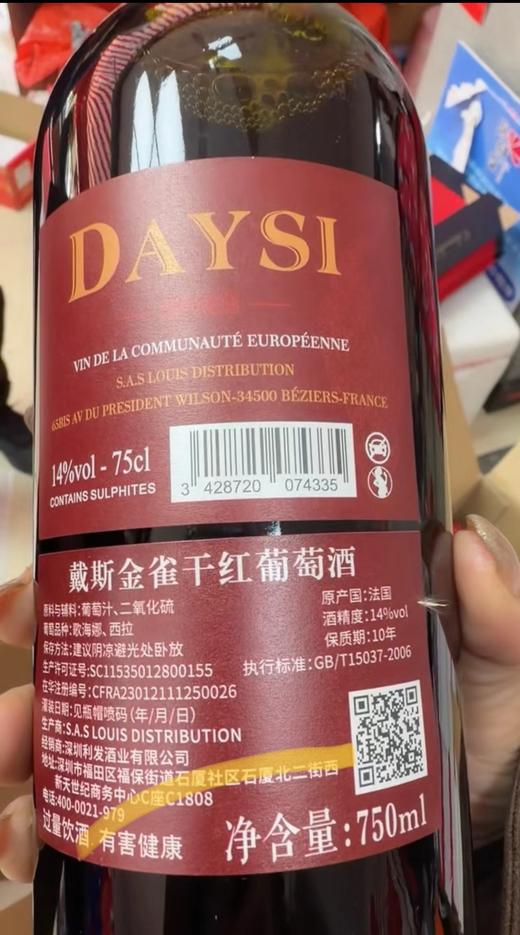 DAYSI
VIN DE LA COMMUNAUTÉ EUROPÉENNE
S.A.S LOUIS DISTRIBUTION
65BIS AV DU PRESIDENT WILSON-34500 BÉZIERS-FRANCE
14%vol - 75cl
CONTAINS SULPHITES
3 428720 074335
戴斯金雀干红葡萄酒
原料与辅料:葡萄汁、二氧化硫
葡萄品种:歌海娜、西拉
保存方法:建议阴凉避光处卧放
生产许可证号:SC11535012800155
在华注册编号:CFRA23012111250026
灌装日期:见瓶帽喷码(年/月/日)
原产国:法国
酒精度:14%vol
保质期:10年
执行标准:GB/T15037-2006
生产商:S.A.S LOUIS DISTRIBUTION
经销商:深圳利发酒业有限公司
地址:深圳市福田区福保街道石厦社区石厦北二街西
新天世纪商务中心C座C1808
电话:400-0021-979
过量饮酒 有害健康
净含量:750ml